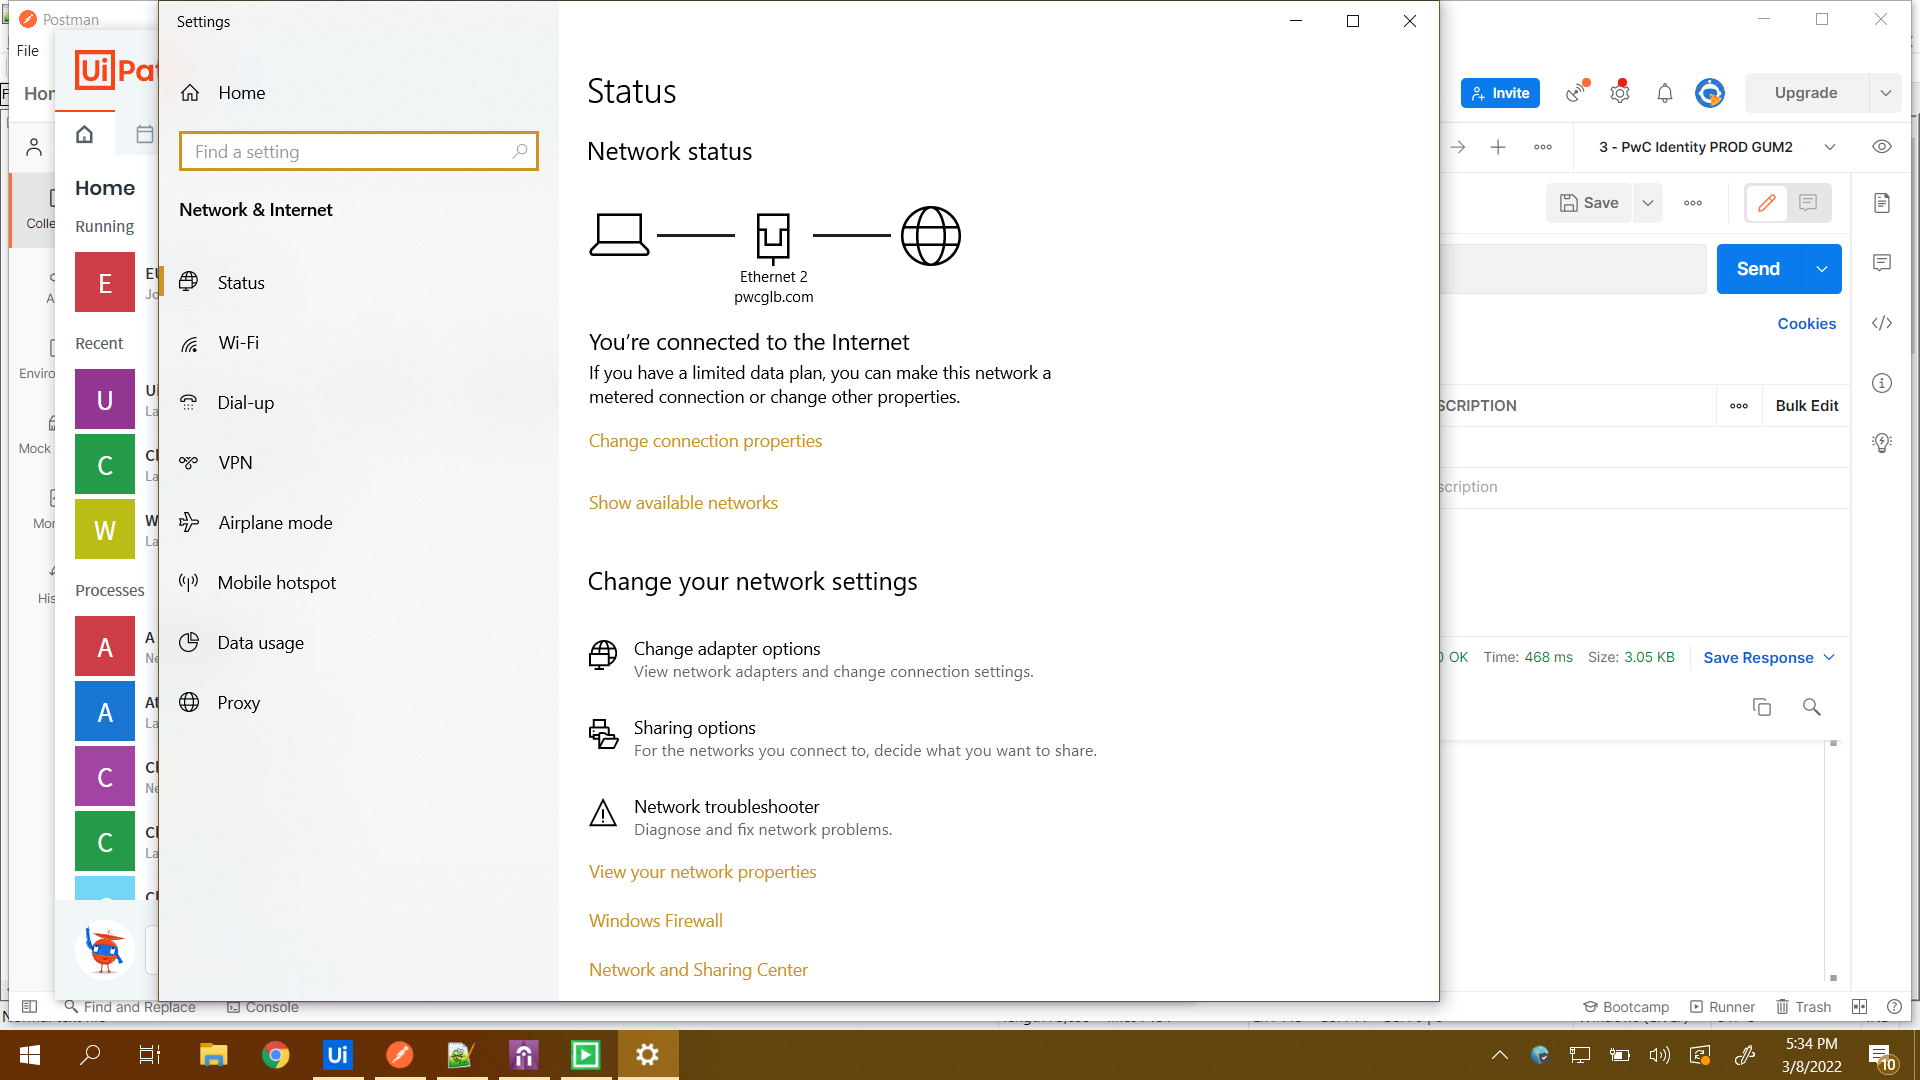 Postman
File
Settings
Home
Find a setting
Network & Internet
Status
Wi-Fi
Dial-up
VPN
Airplane mode
Mobile hotspot
Data usage
Proxy
Status
Network status
Ethernet 2
pwcglb.com
You're connected to the Internet
If you have a limited data plan, you can make this network a
metered connection or change other properties.
Change connection properties
Show available networks
Change your network settings
Change adapter options
View network adapters and change connection settings.
Sharing options
For the networks you connect to, decide what you want to share.
Network troubleshooter
Diagnose and fix network problems.
View your network properties
Windows Firewall
Network and Sharing Center
Home
Running
E
Recent
U
C
W
Processes
A
A
C
C
Mock
Invite
Upgrade
3 - PwC Identity PROD GUM2
Save
Send
Cookies
SCRIPTION
Bulk Edit
scription
OK
Time: 468 ms
Size: 3.05 KB
Save Response
Find and Replace
Console
Bootcamp
Runner
Trash
Ui
5:34 PM
3/8/2022
10